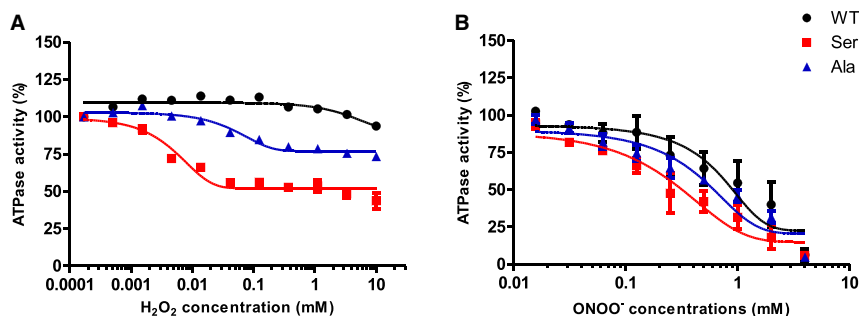 A
B
WT
Ser
Ala
ATPase activity (%)
150
125
100
75
50
25
0
0.0001
0.001
0.01
0.1
1
10
H₂O₂ concentration (mM)
ATPase activity (%)
150
125
100
75
50
25
0
0.01
0.1
1
10
ONOO⁻ concentrations (mM)